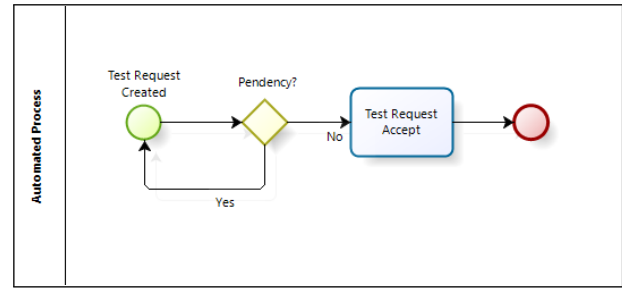 Automated Process
Test Request
Created
Pendency?
No
Yes
Test Request
Accept